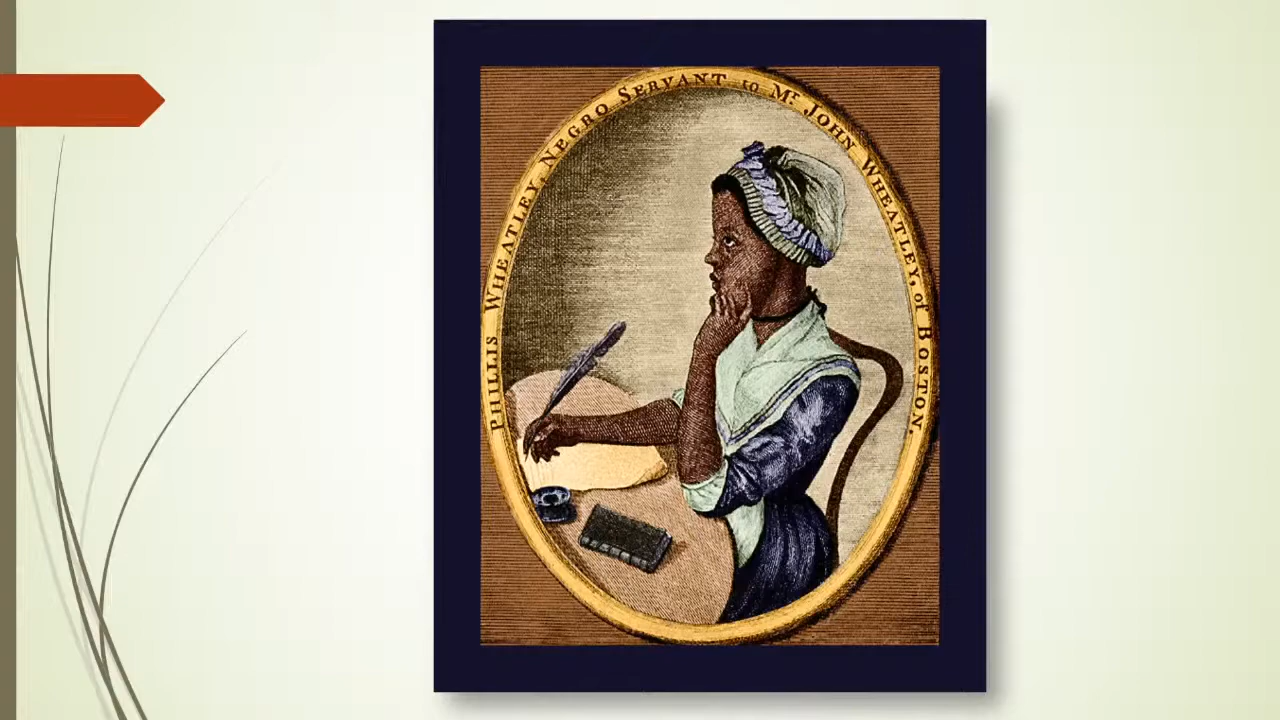 PHILLIS WHEATLEY, NEGRO SERVANT to Mr. JOHN WHEATLEY, of BOSTON.